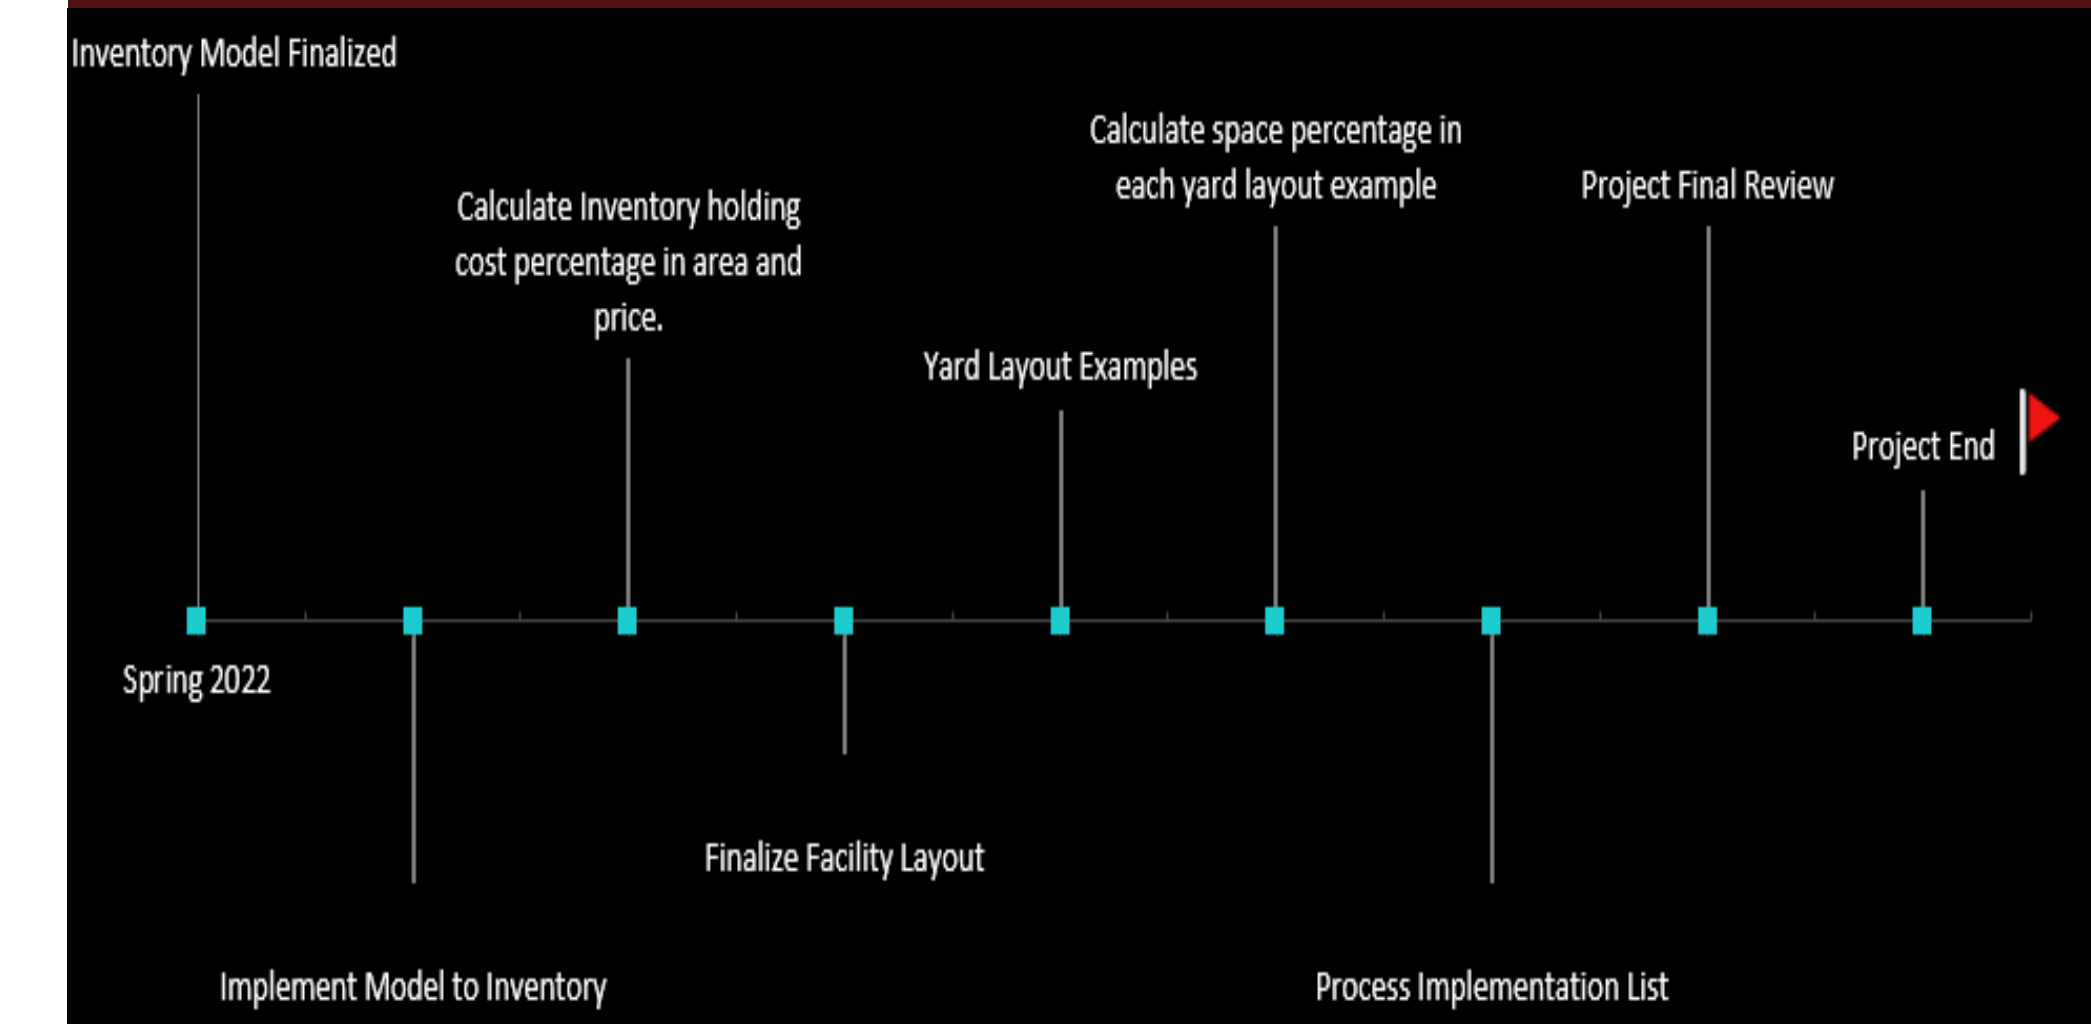 Inventory Model Finalized
Calculate Inventory holding
cost percentage in area and
price.
Yard Layout Examples
Calculate space percentage in
each yard layout example
Project Final Review
Project End
Spring 2022
Implement Model to Inventory
Finalize Facility Layout
Process Implementation List